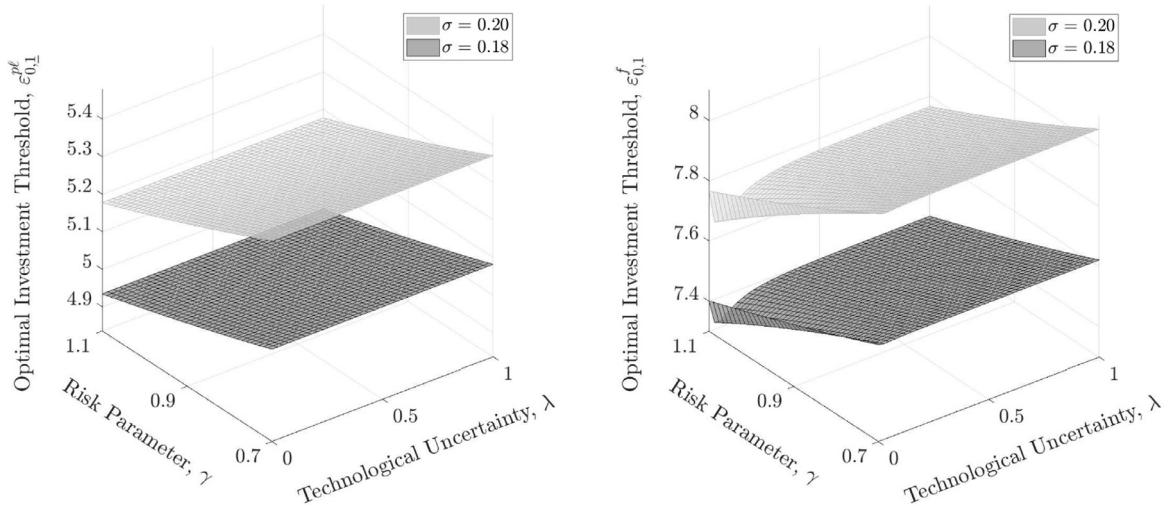 σ = 0.20
σ = 0.18
Optimal Investment Threshold, ε^{pℓ}_{0,1̲}
5.4
5.3
5.2
5.1
5
4.9
1.1
0.9
0.7
Risk Parameter, γ
0
0.5
1
Technological Uncertainty, λ
σ = 0.20
σ = 0.18
Optimal Investment Threshold, ε^{f}_{0,1}
8
7.8
7.6
7.4
1.1
0.9
0.7
Risk Parameter, γ
0
0.5
1
Technological Uncertainty, λ